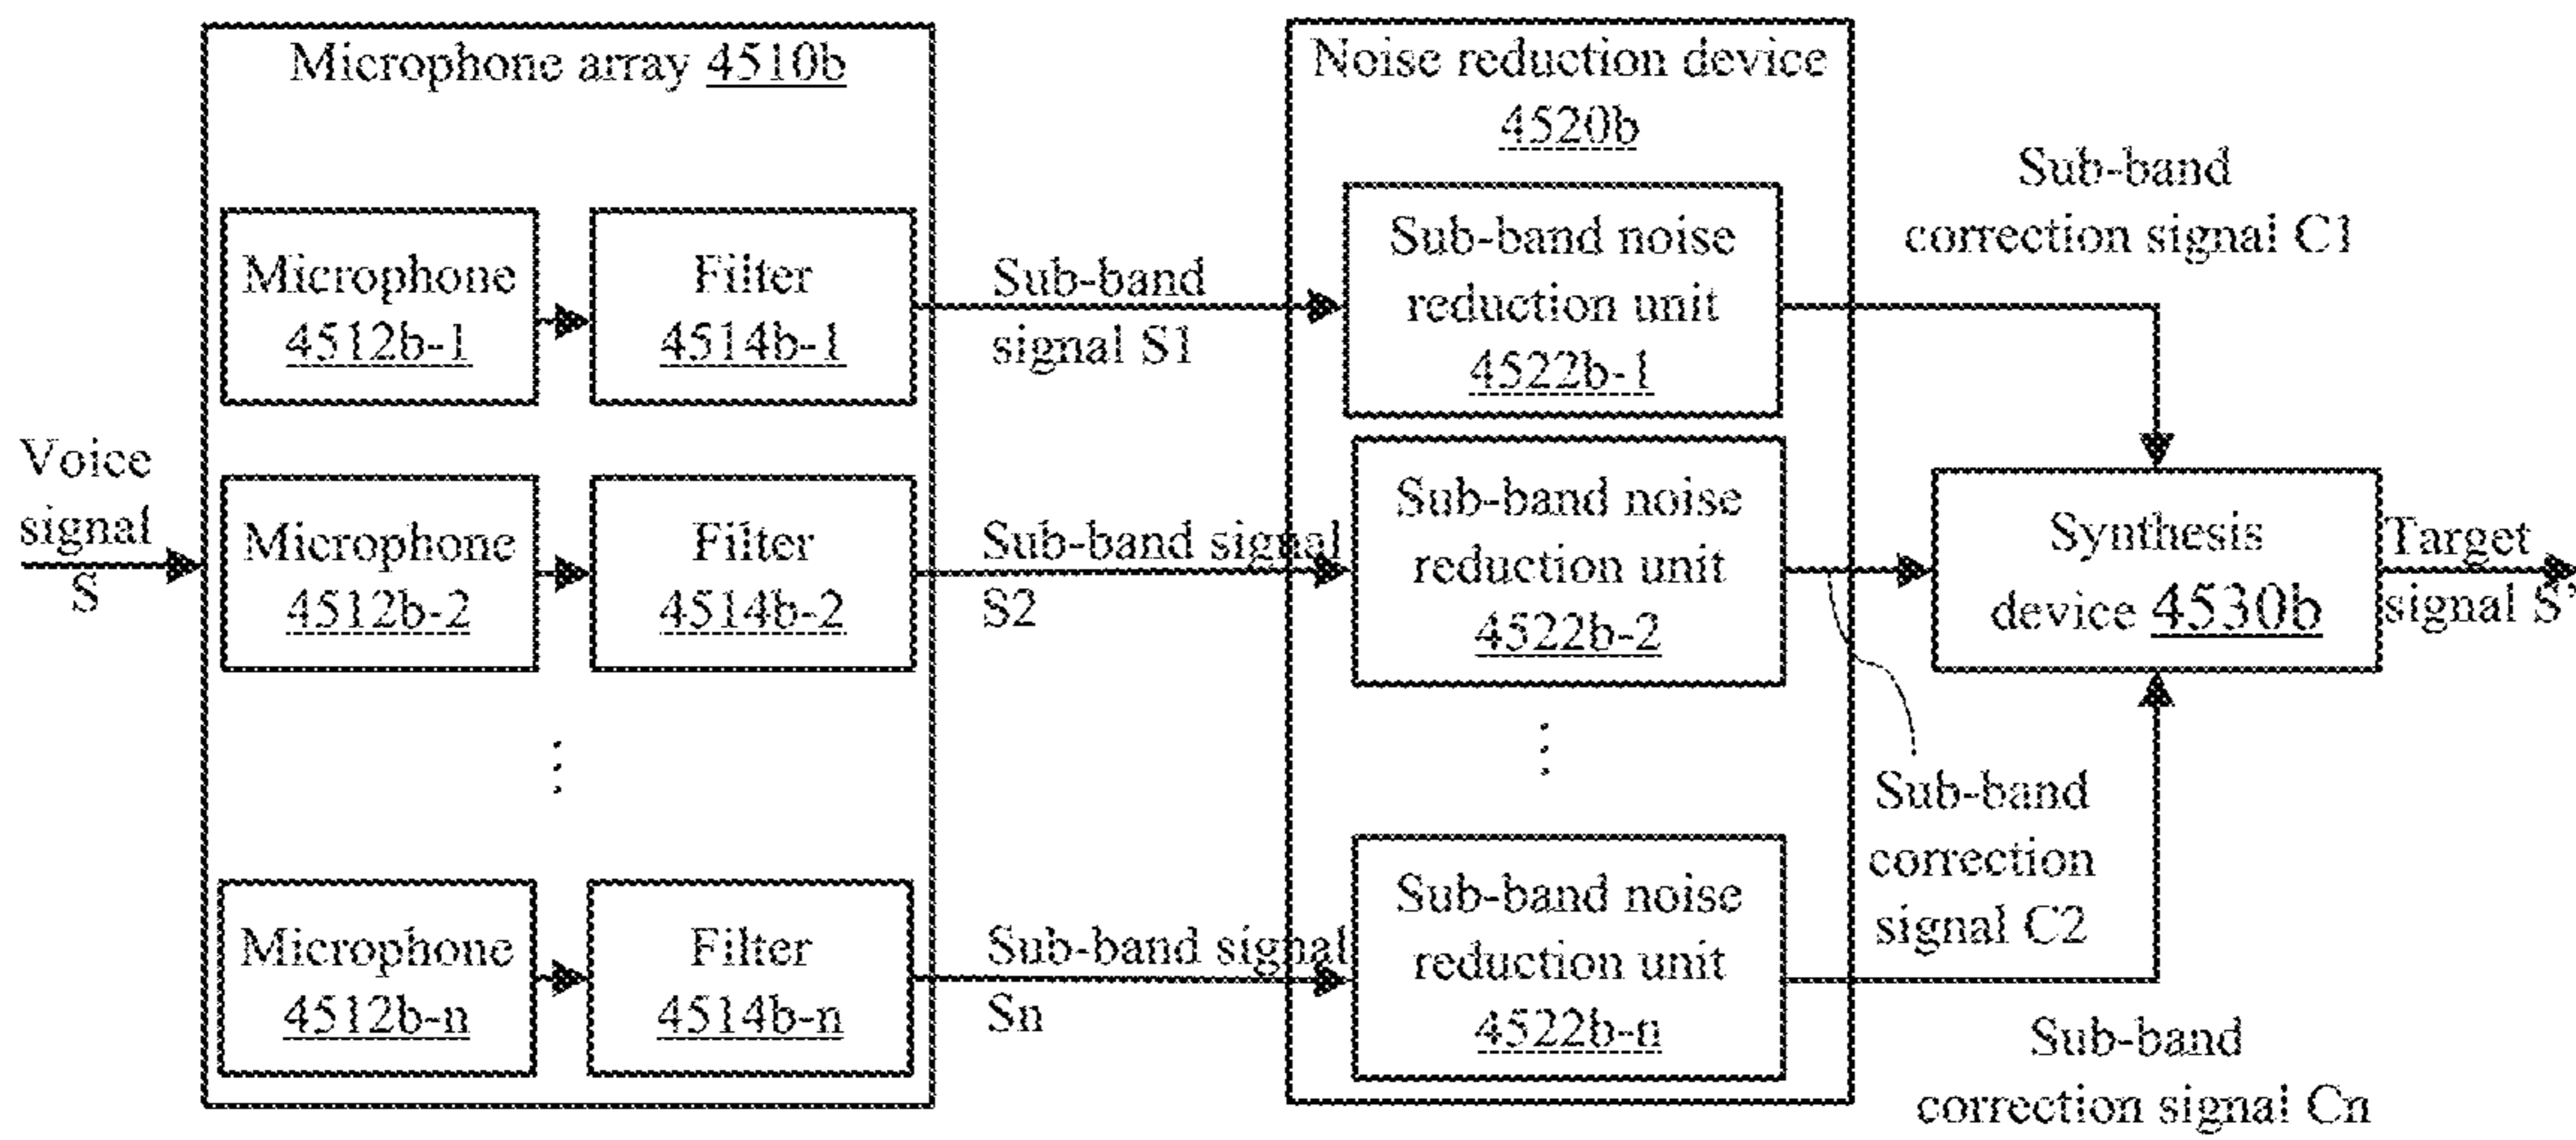 Voice
signal
S
Microphone array 4510b
Microphone
4512b-1
Filter
4514b-1
Microphone
4512b-2
Filter
4514b-2
⋮
Microphone
4512b-n
Filter
4514b-n
Sub-band
signal S1
Sub-band signal
S2
Sub-band signal
Sn
Noise reduction device
4520b
Sub-band noise
reduction unit
4522b-1
Sub-band noise
reduction unit
4522b-2
⋮
Sub-band noise
reduction unit
4522b-n
Sub-band
correction signal C1
Sub-band
correction
signal C2
Sub-band
correction signal Cn
Synthesis
device 4530b
Target
signal S'